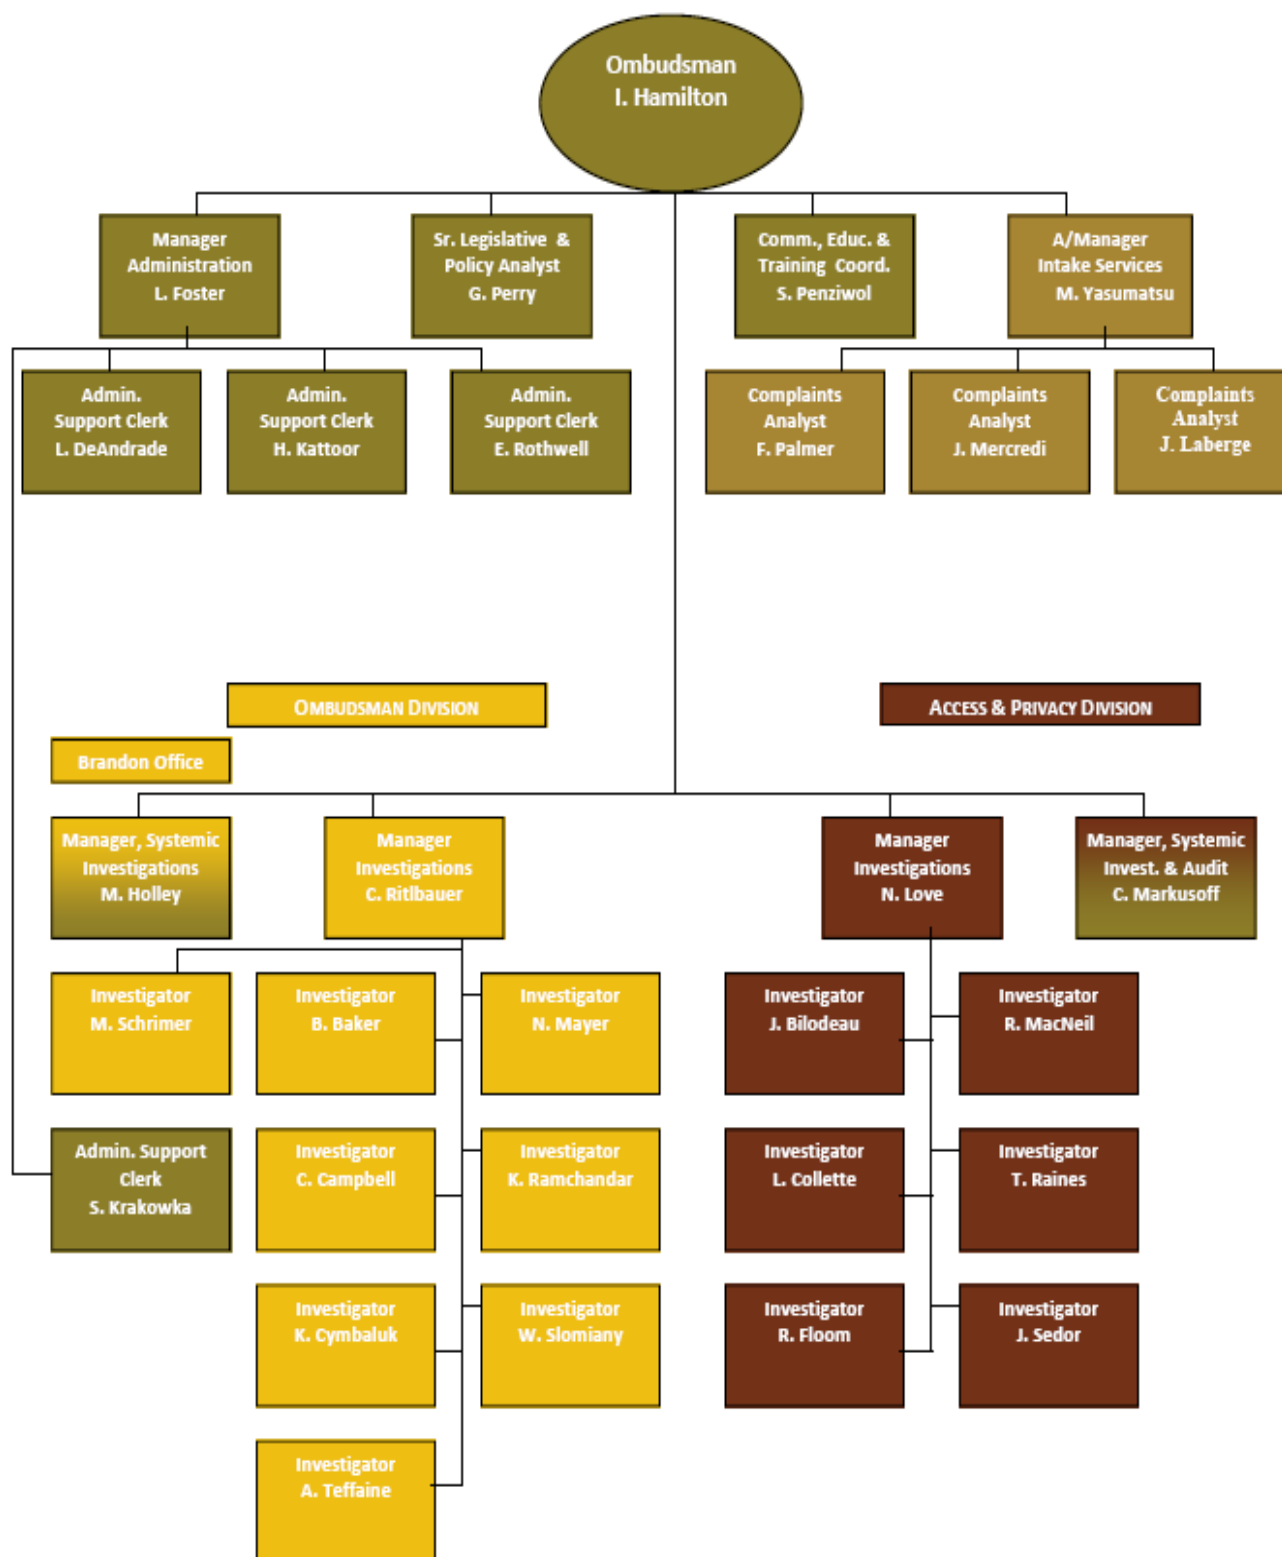 Ombudsman
I. Hamilton
Manager
Administration
L. Foster
Sr. Legislative &
Policy Analyst
G. Perry
Comm., Educ. &
Training Coord.
S. Penziwol
A/Manager
Intake Services
M. Yasumatsu
Admin.
Support Clerk
L. DeAndrade
Admin.
Support Clerk
H. Kattoor
Admin.
Support Clerk
E. Rothwell
Complaints
Analyst
F. Palmer
Complaints
Analyst
J. Mercredi
Complaints
Analyst
J. Laberge
OMBUDSMAN DIVISION
ACCESS & PRIVACY DIVISION
Brandon Office
Manager, Systemic
Investigations
M. Holley
Manager
Investigations
C. Ritlbauer
Manager
Investigations
N. Love
Manager, Systemic
Invest. & Audit
C. Markusoff
Investigator
M. Schrimer
Investigator
B. Baker
Investigator
N. Mayer
Investigator
J. Bilodeau
Investigator
R. MacNeil
Admin. Support
Clerk
S. Krakowka
Investigator
C. Campbell
Investigator
K. Ramchandar
Investigator
L. Collette
Investigator
T. Raines
Investigator
K. Cymbaluk
Investigator
W. Slomiany
Investigator
R. Floom
Investigator
J. Sedor
Investigator
A. Teffaine